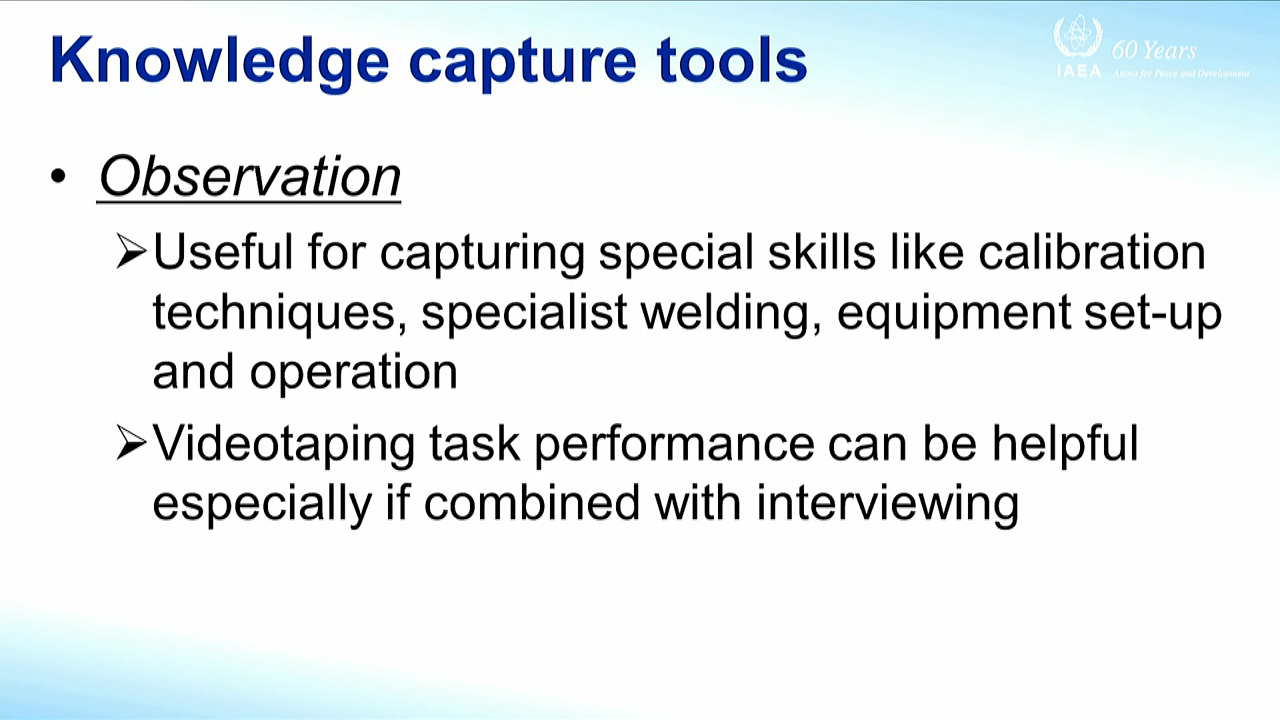 Knowledge capture tools
IAEA
60 Years
Atoms for Peace and Development
• Observation
➢Useful for capturing special skills like calibration
techniques, specialist welding, equipment set-up
and operation
➢Videotaping task performance can be helpful
especially if combined with interviewing